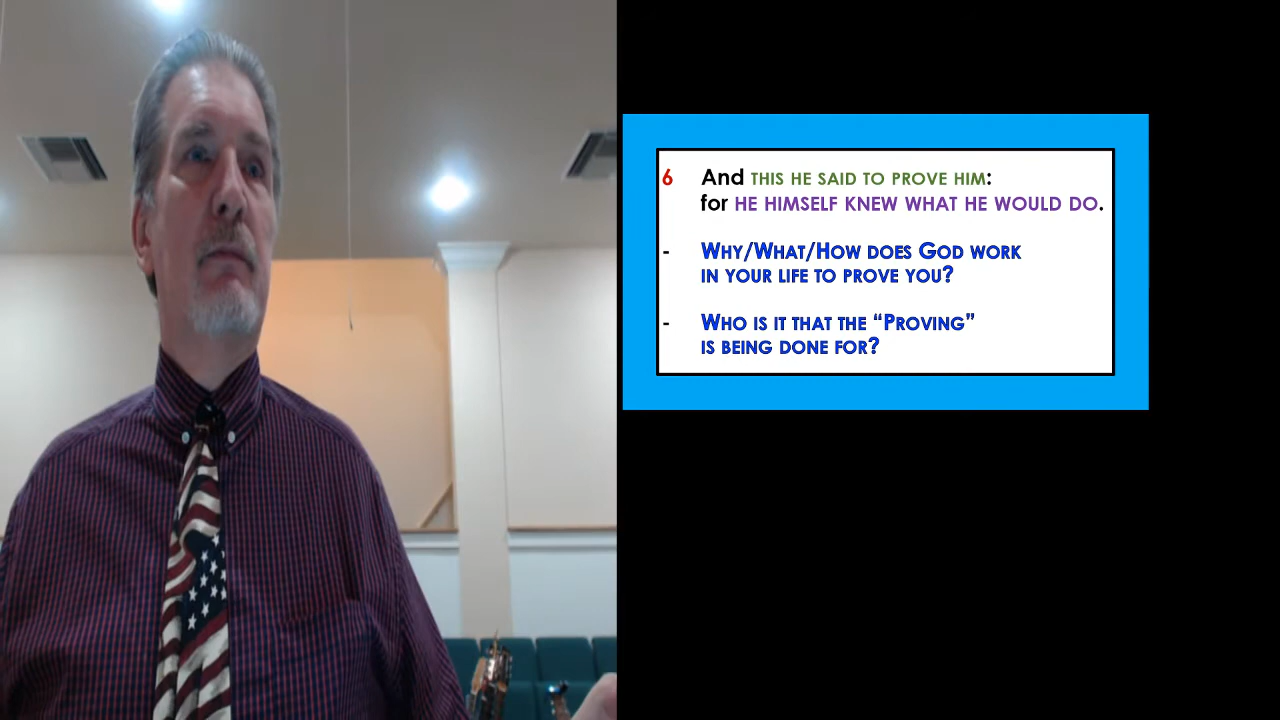 6 And THIS HE SAID TO PROVE HIM:
for HE HIMSELF KNEW WHAT HE WOULD DO.
- WHY/WHAT/HOW DOES GOD WORK
IN YOUR LIFE TO PROVE YOU?
- WHO IS IT THAT THE “PROVING”
IS BEING DONE FOR?